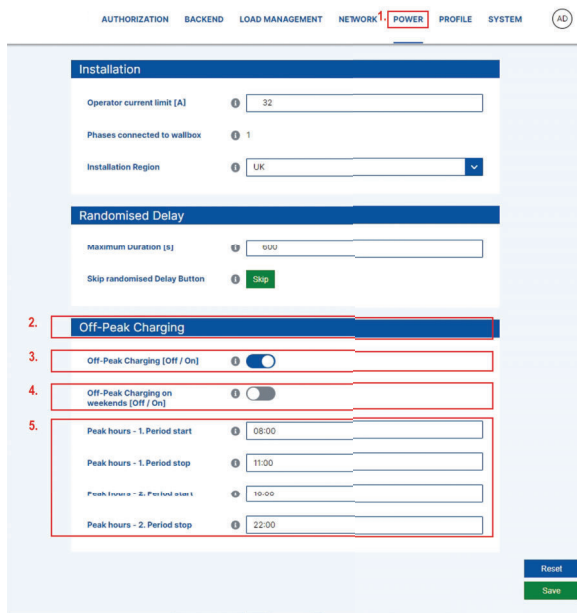 AUTHORIZATION BACKEND LOAD MANAGEMENT NETWORK 1. POWER PROFILE SYSTEM AD
Installation
Operator current limit [A] 32
Phases connected to wallbox 1
Installation Region UK
Randomised Delay
Maximum Duration [s] 600
Skip randomised Delay Button Skip
2. Off-Peak Charging
3. Off-Peak Charging [Off / On]
4. Off-Peak Charging on
weekends [Off / On]
5.
Peak hours - 1. Period start 08:00
Peak hours - 1. Period stop 11:00
Peak hours - 2. Period start
Peak hours - 2. Period stop 22:00
Reset
Save